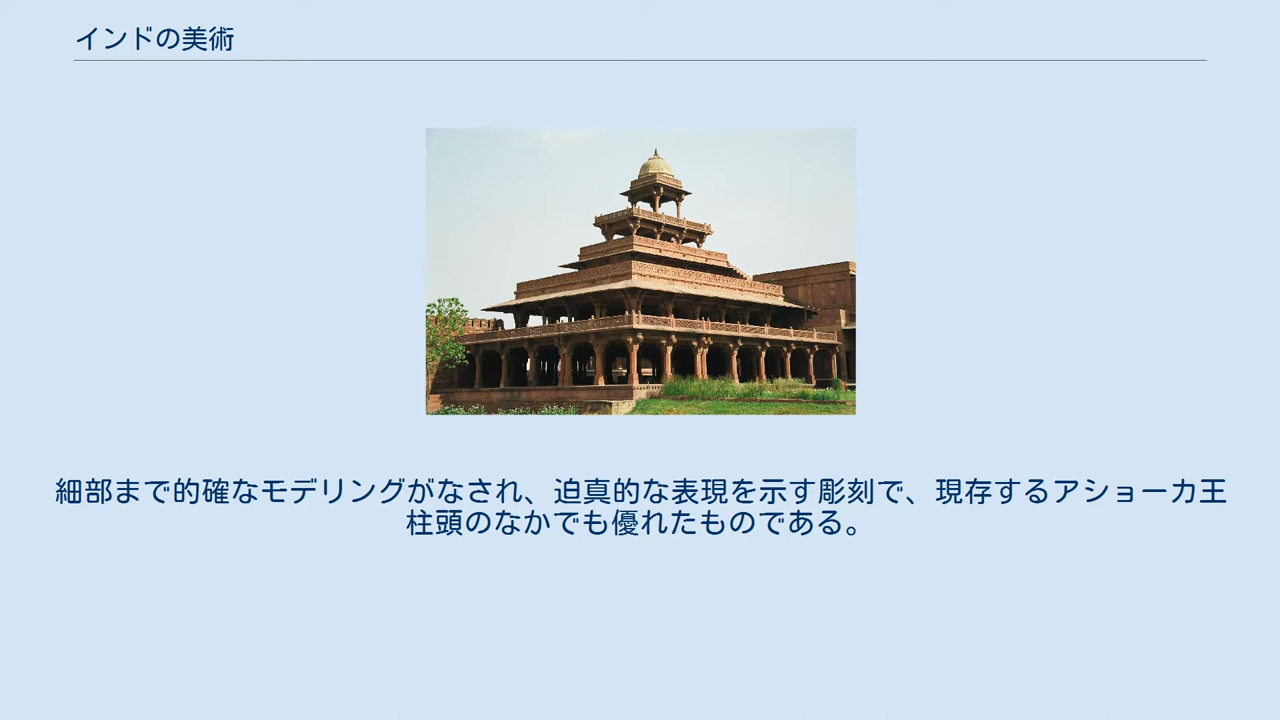 インドの美術
細部まで的確なモデリングがなされ、迫真的な表現を示す彫刻で、現存するアショーカ王
柱頭のなかでも優れたものである。